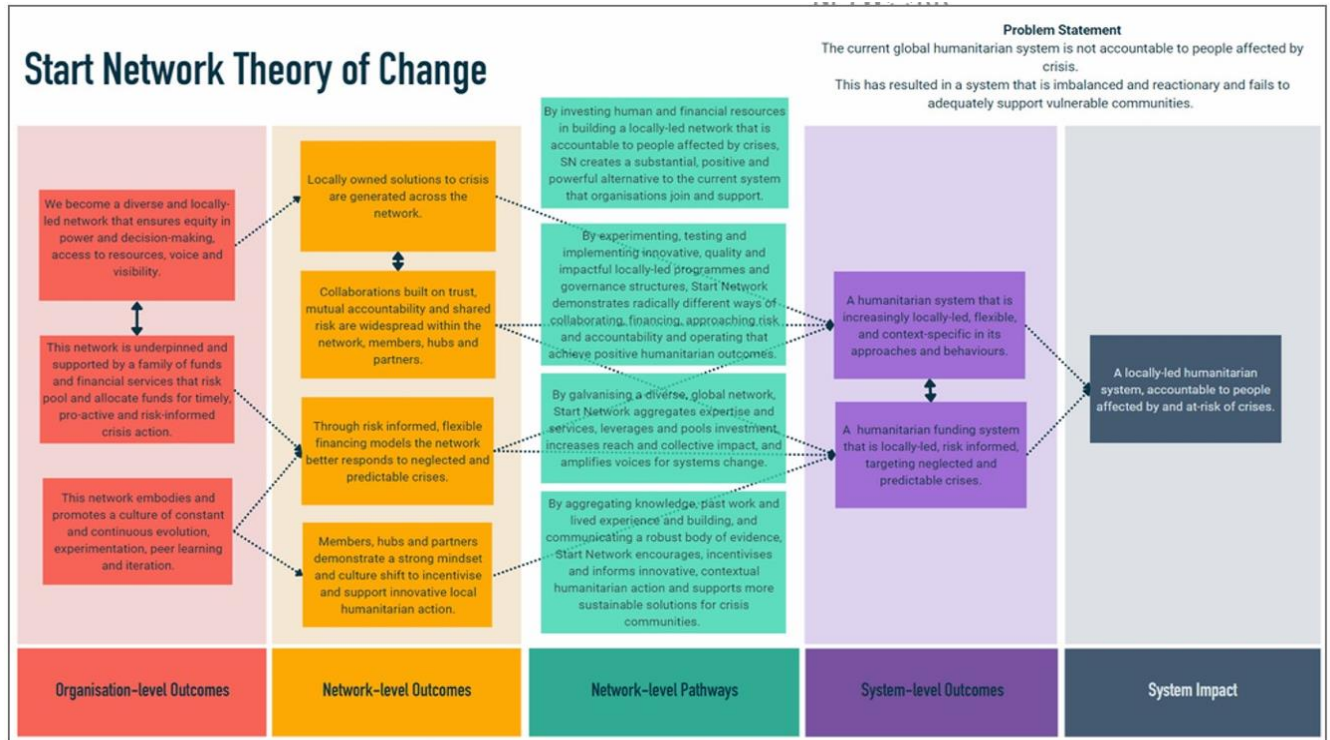 Start Network Theory of Change
Problem Statement
The current global humanitarian system is not accountable to people affected by
crisis.
This has resulted in a system that is imbalanced and reactionary and fails to
adequately support vulnerable communities.
We become a diverse and locally-
led network that ensures equity in
power and decision-making,
access to resources, voice and
visibility.
This network is underpinned and
supported by a family of funds
and financial services that risk
pool and allocate funds for timely,
pro-active and risk-informed
crisis action.
This network embodies and
promotes a culture of constant
and continuous evolution,
experimentation, peer learning
and iteration.
Locally owned solutions to crisis
are generated across the
network.
Collaborations built on trust,
mutual accountability and shared
risk are widespread within the
network, members, hubs and
partners.
Through risk informed, flexible
financing models the network
better responds to neglected and
predictable crises.
Members, hubs and partners
demonstrate a strong mindset
and culture shift to incentivise
and support innovative local
humanitarian action.
By investing human and financial resources
in building a locally-led network that is
accountable to people affected by crises,
SN creates a substantial, positive and
powerful alternative to the current system
that organisations join and support.
By experimenting, testing and
implementing innovative, quality and
impactful locally-led programmes and
governance structures, Start Network
demonstrates radically different ways of
collaborating, financing, approaching risk
and accountability and operating that
achieve positive humanitarian outcomes.
By galvanising a diverse, global network,
Start Network aggregates expertise and
services, leverages and pools investment,
increases reach and collective impact, and
amplifies voices for systems change.
By aggregating knowledge, past work and
lived experience and building, and
communicating a robust body of evidence,
Start Network encourages, incentivises
and informs innovative, contextual
humanitarian action and supports more
sustainable solutions for crisis
communities.
A humanitarian system that is
increasingly locally-led, flexible,
and context-specific in its
approaches and behaviours.
A humanitarian funding system
that is locally-led, risk informed,
targeting neglected and
predictable crises.
A locally-led humanitarian
system, accountable to people
affected by and at-risk of crises.
Organisation-level Outcomes
Network-level Outcomes
Network-level Pathways
System-level Outcomes
System Impact